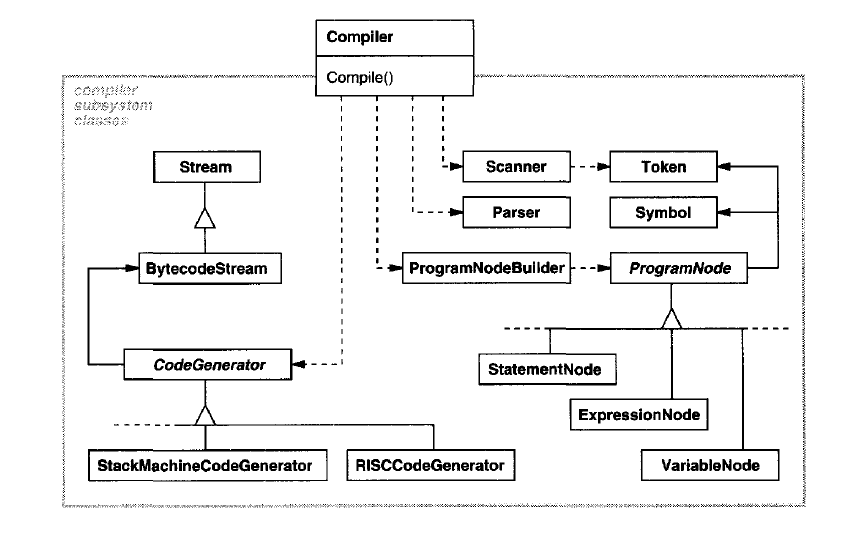 Compiler
Compile()
compiler
subsystem
classes
Stream
Scanner
Token
Parser
Symbol
BytecodeStream
ProgramNodeBuilder
ProgramNode
CodeGenerator
StatementNode
ExpressionNode
StackMachineCodeGenerator
RISCCodeGenerator
VariableNode